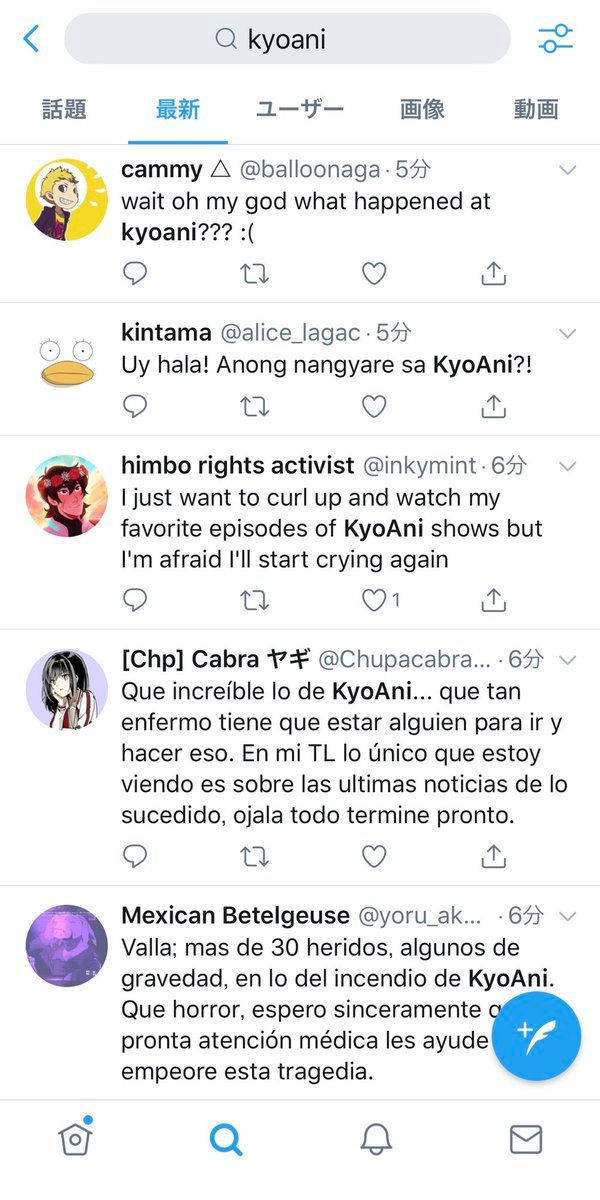 kyoani
話題 最新 ユーザー 画像 動画
cammy △ @balloonaga · 5分
wait oh my god what happened at
kyoani??? :(
kintama @alice_lagac · 5分
Uy hala! Anong nangyare sa KyoAni?!
himbo rights activist @inkymint · 6分
I just want to curl up and watch my
favorite episodes of KyoAni shows but
I'm afraid I'll start crying again
1
[Chp] Cabra ヤギ @Chupacabra... · 6分
Que increíble lo de KyoAni... que tan
enfermo tiene que estar alguien para ir y
hacer eso. En mi TL lo único que estoy
viendo es sobre las ultimas noticias de lo
sucedido, ojala todo termine pronto.
Mexican Betelgeuse @yoru_ak... · 6分
Valla; mas de 30 heridos, algunos de
gravedad, en lo del incendio de KyoAni.
Que horror, espero sinceramente
pronta atención médica les ayude
empeore esta tragedia.